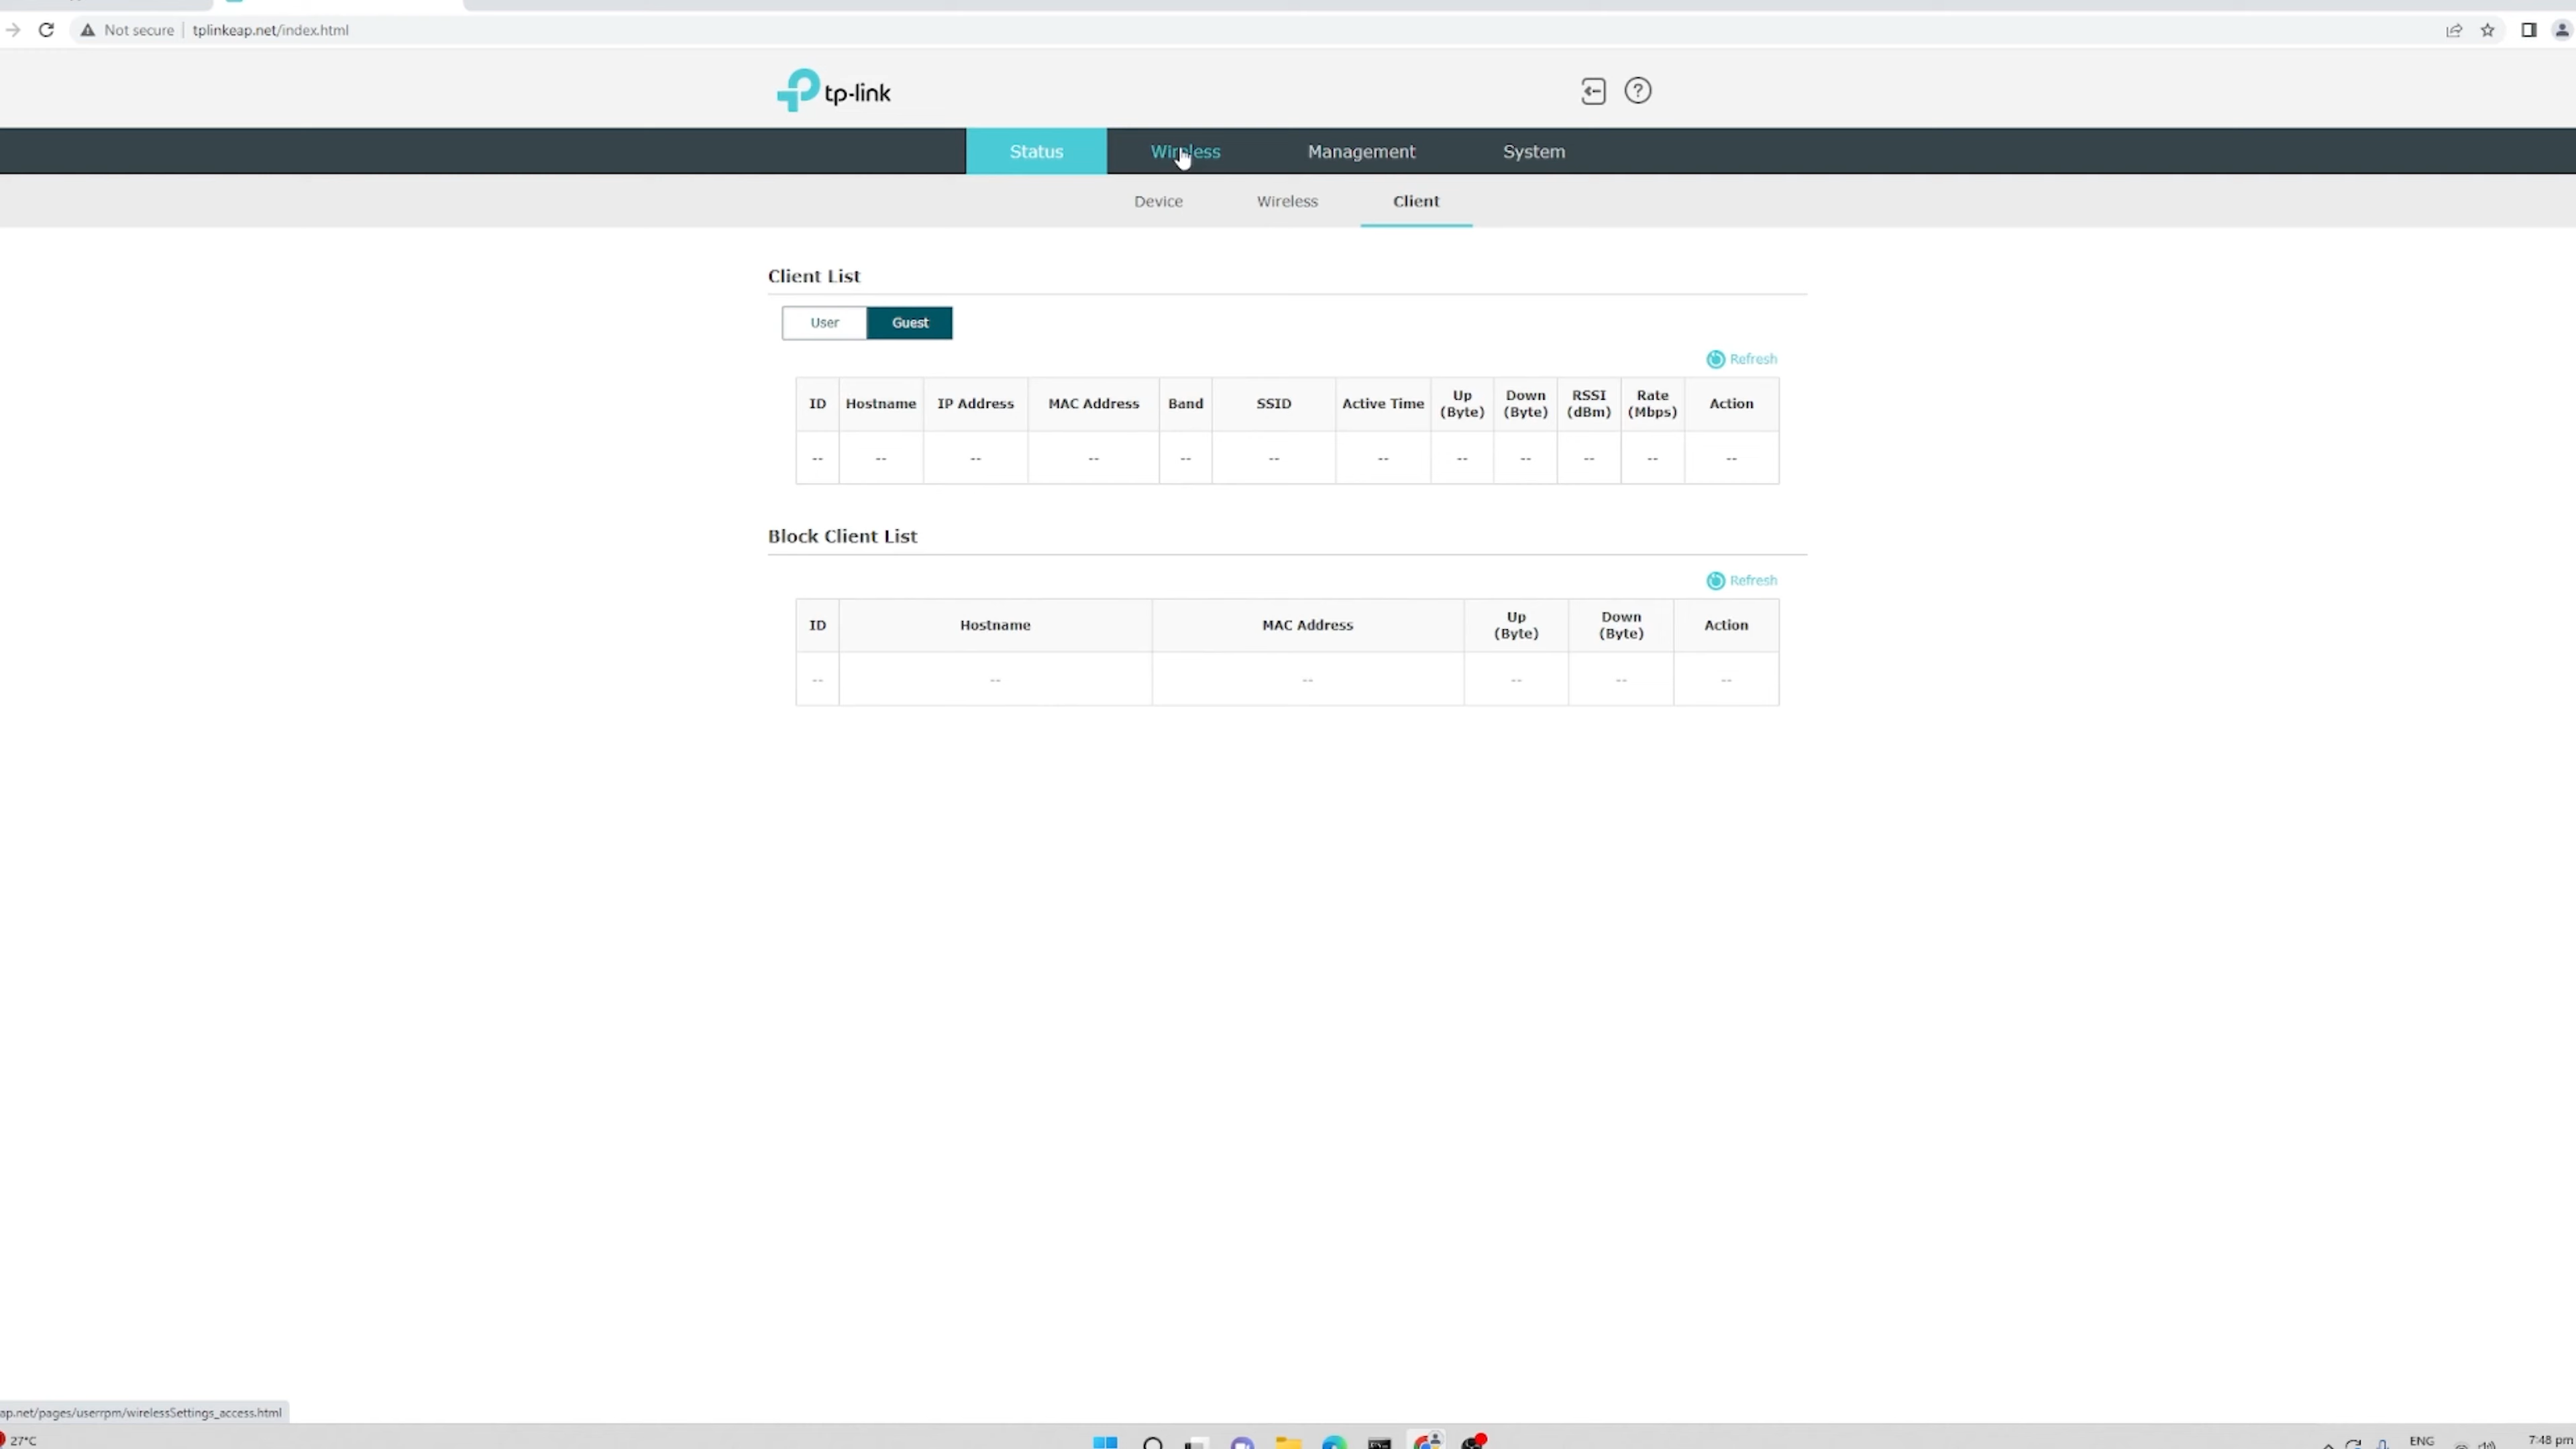 Not secure | tplinkeap.net/index.html
tp-link
Status Wireless Management System
Device Wireless Client
Client List
User Guest
Refresh
ID Hostname IP Address MAC Address Band SSID Active Time Up (Byte) Down (Byte) RSSI (dBm) Rate (Mbps) Action
-- -- -- -- -- -- -- -- -- -- -- --
Block Client List
Refresh
ID Hostname MAC Address Up (Byte) Down (Byte) Action
-- -- -- -- -- --
ap.net/pages/userrpm/wirelessSettings_access.html
27°C ENG 7:48 pm